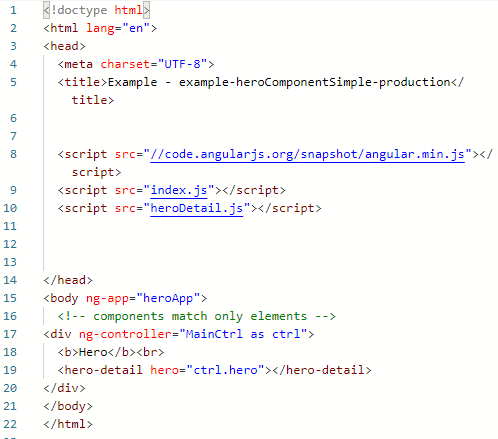 1 <!doctype html>
2 <html lang="en">
3 <head>
4 <meta charset="UTF-8">
5 <title>Example - example-heroComponentSimple-production</
title>
6
7
8 <script src="//code.angularjs.org/snapshot/angular.min.js"></
script>
9 <script src="index.js"></script>
10 <script src="heroDetail.js"></script>
11
12
13
14 </head>
15 <body ng-app="heroApp">
16 <!-- components match only elements -->
17 <div ng-controller="MainCtrl as ctrl">
18 <b>Hero</b><br>
19 <hero-detail hero="ctrl.hero"></hero-detail>
20 </div>
21 </body>
22 </html>